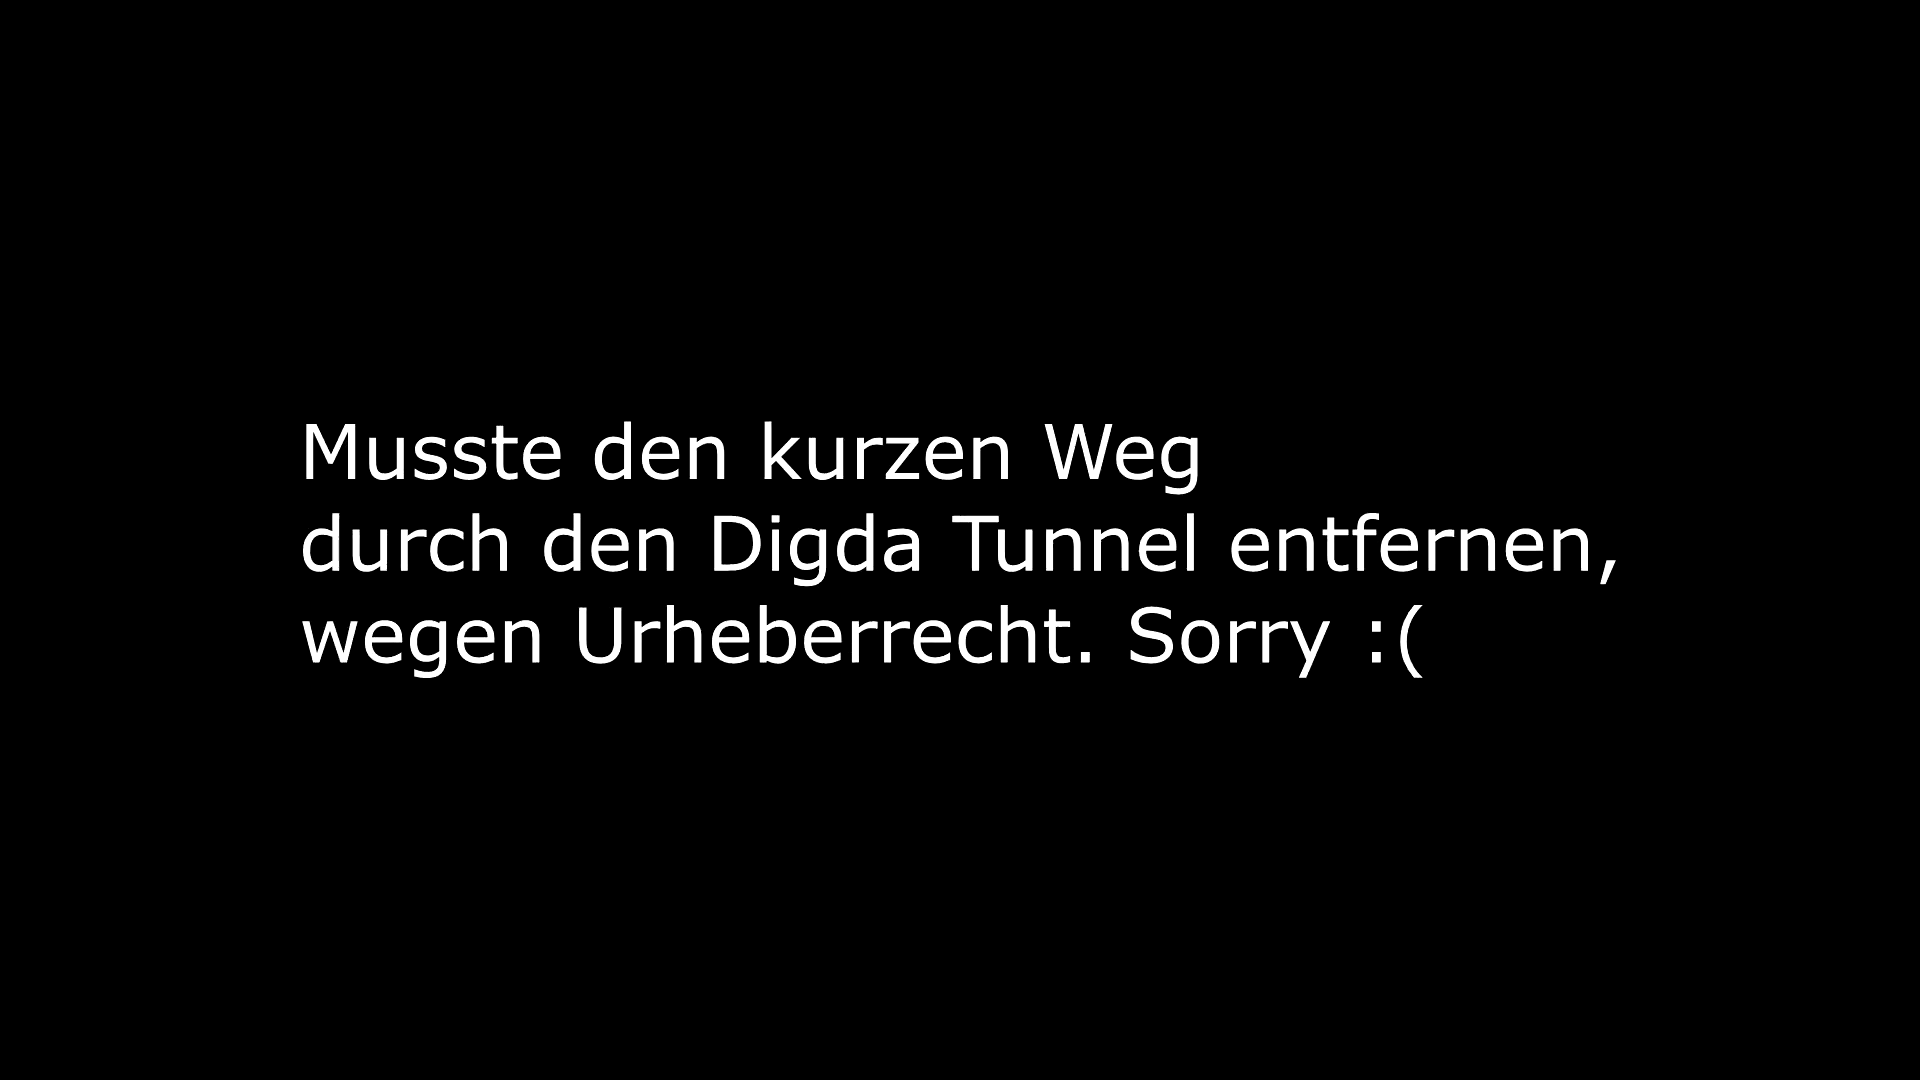 Musste den kurzen Weg
durch den Digda Tunnel entfernen,
wegen Urheberrecht. Sorry :(